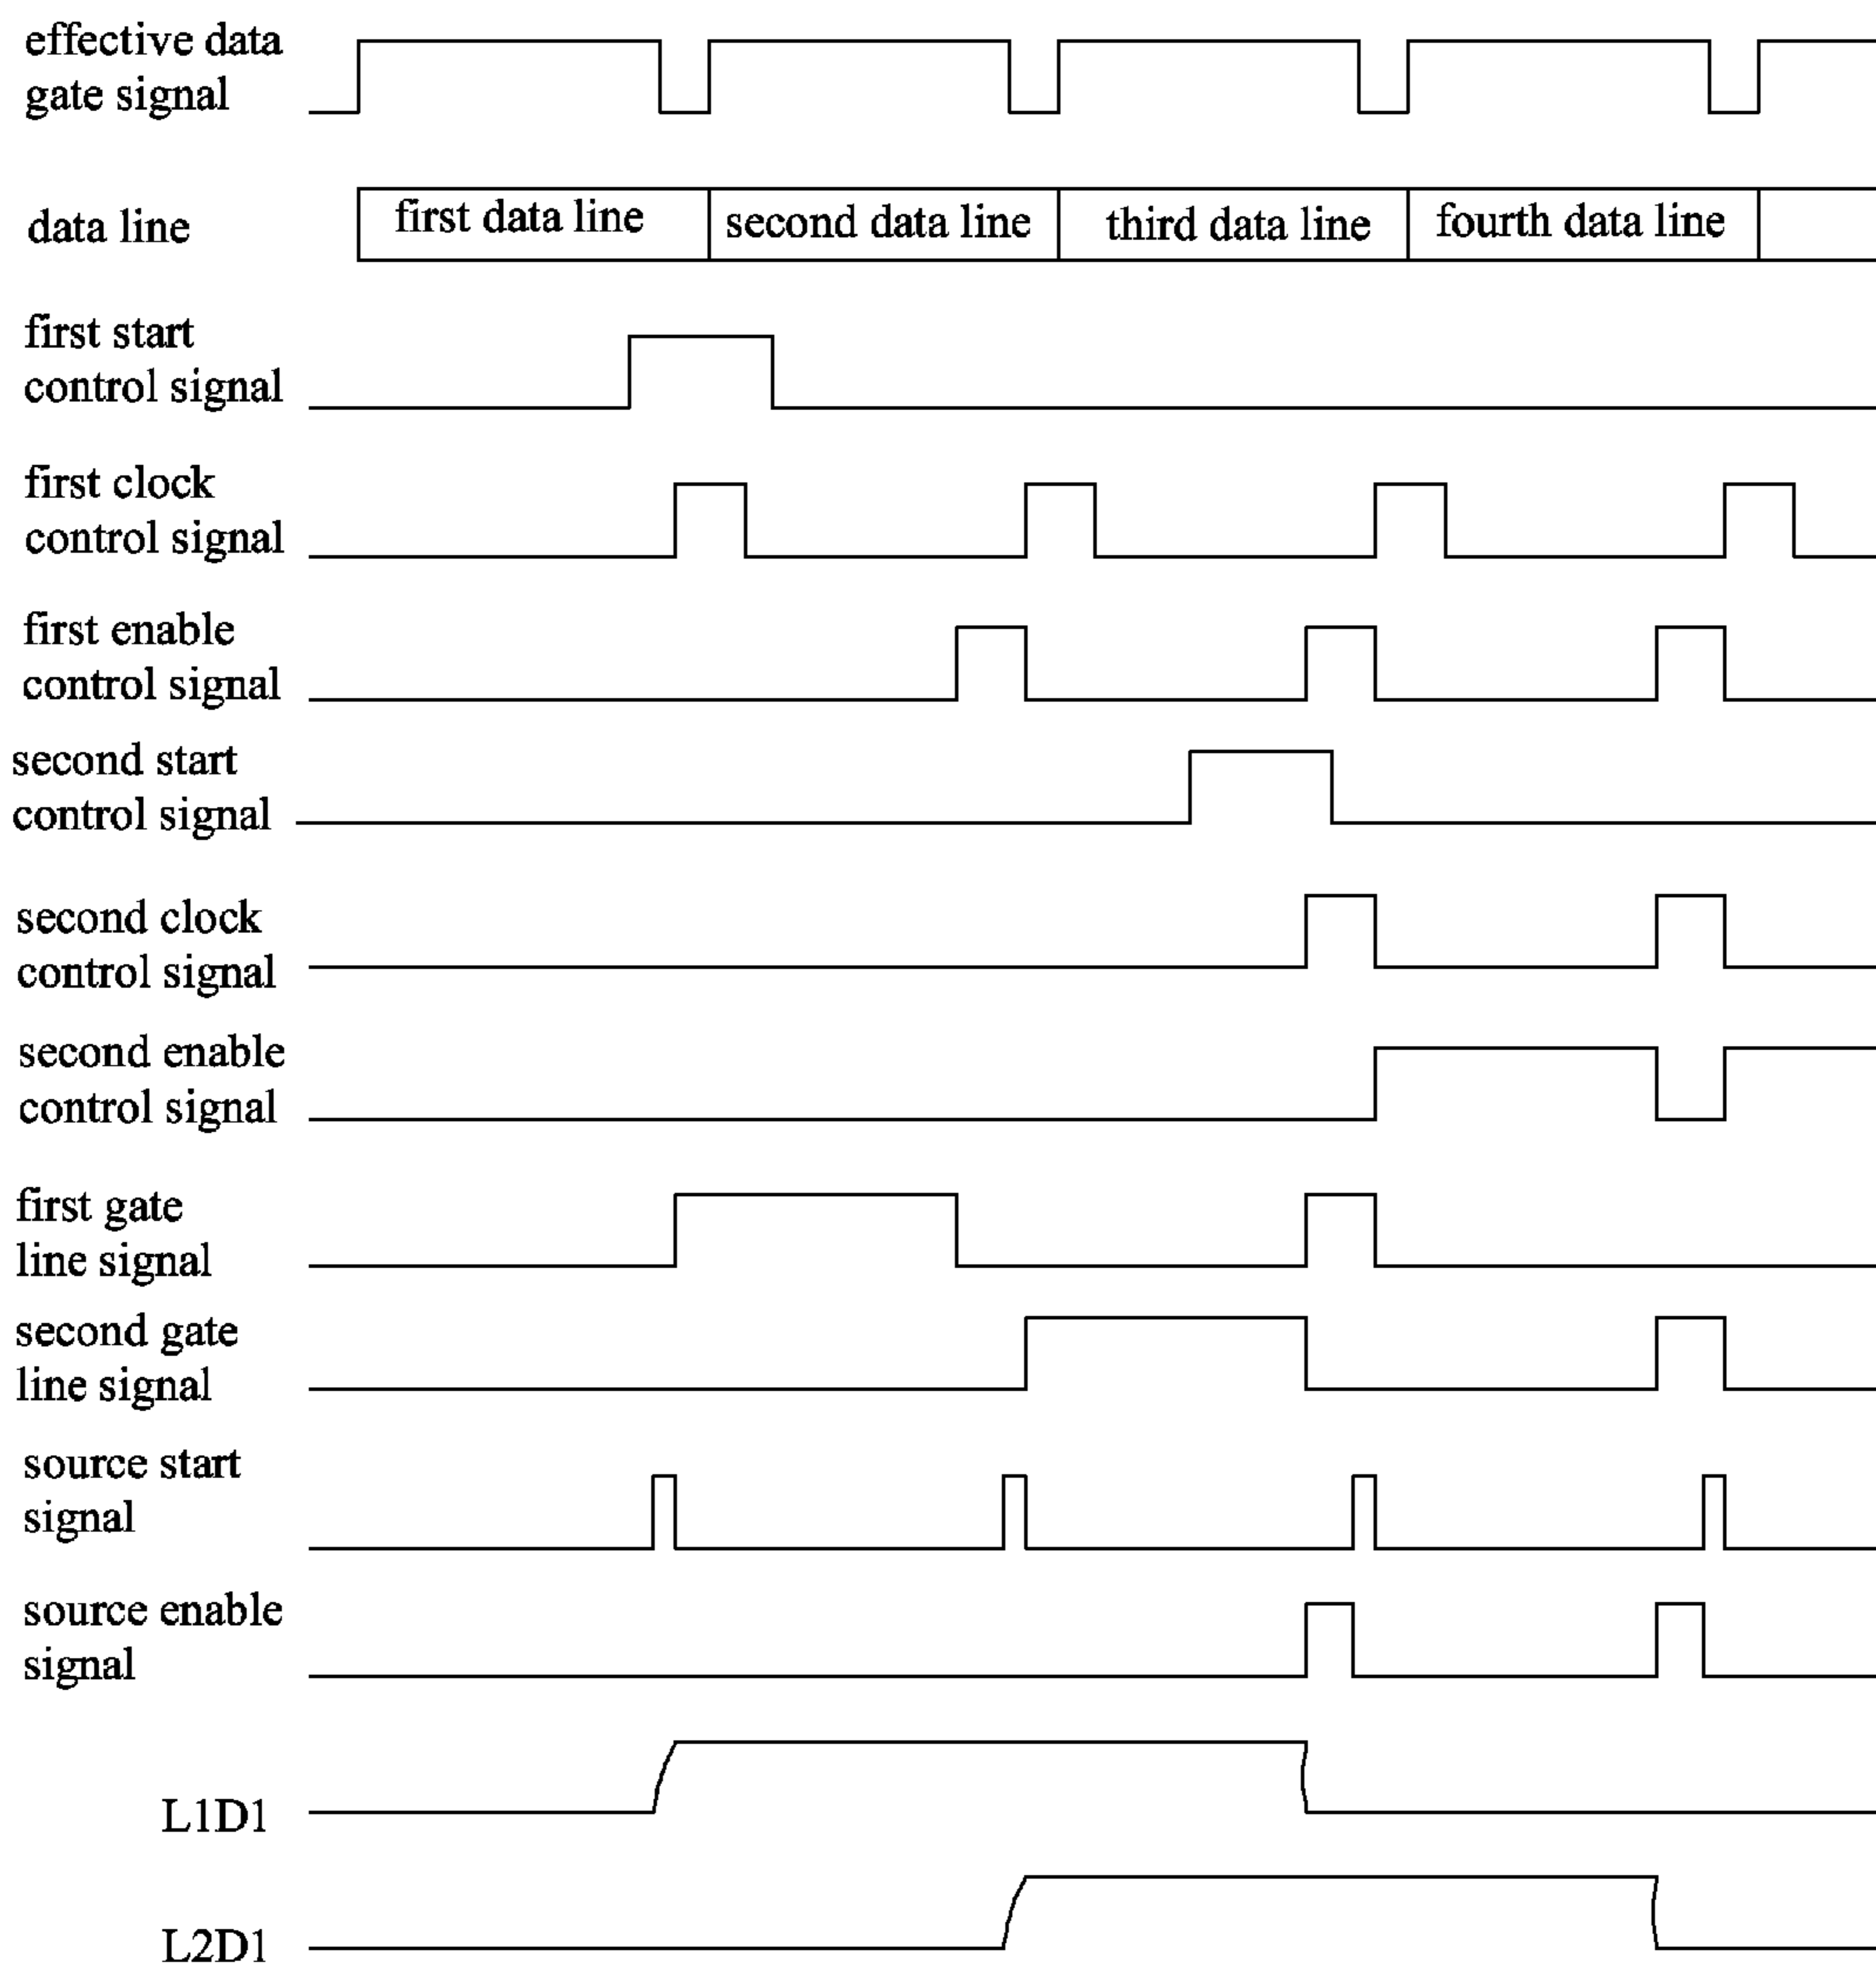 effective data
gate signal
data line
first data line
second data line
third data line
fourth data line
first start
control signal
first clock
control signal
first enable
control signal
second start
control signal
second clock
control signal
second enable
control signal
first gate
line signal
second gate
line signal
source start
signal
source enable
signal
L1D1
L2D1